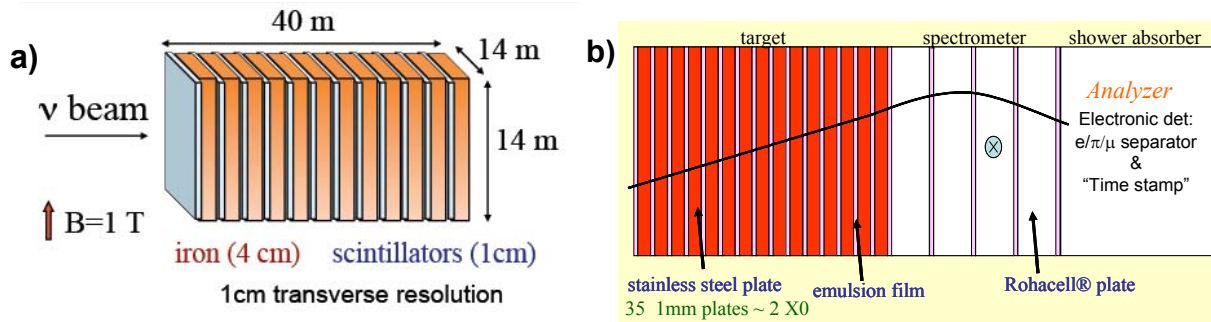 a)
40 m
14 m
ν beam
14 m
B=1 T
iron (4 cm) scintillators (1cm)
1cm transverse resolution
b)
target spectrometer shower absorber
Analyzer
Electronic det:
e/π/μ separator
&
“Time stamp”
stainless steel plate emulsion film Rohacell® plate
35 1mm plates ~ 2 X0